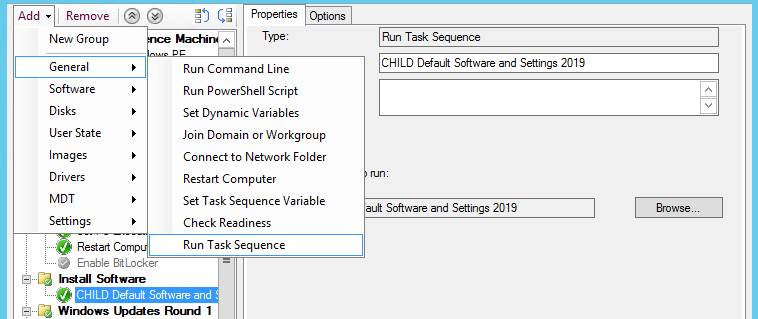 Add Remove
ence Machine
New Group
dows PE
General
Software
Disks
User State
Images
Drivers
MDT
Settings
Run Command Line
Run PowerShell Script
Set Dynamic Variables
Join Domain or Workgroup
Connect to Network Folder
Restart Computer
Set Task Sequence Variable
Check Readiness
Run Task Sequence
Restart Compu
Enable BitLocker
Install Software
CHILD Default Software and S
Windows Updates Round 1
Properties Options
Type: Run Task Sequence
CHILD Default Software and Settings 2019
o run:
ault Software and Settings 2019 Browse...